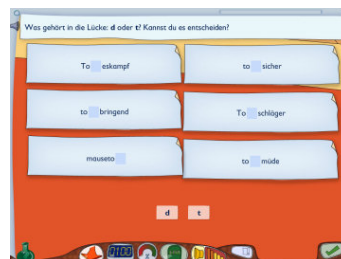 Was gehört in die Lücke: d oder t? Kannst du es entscheiden?
To eskampf
to sicher
to bringend
To schläger
mauseto
to müde
d
t
0100